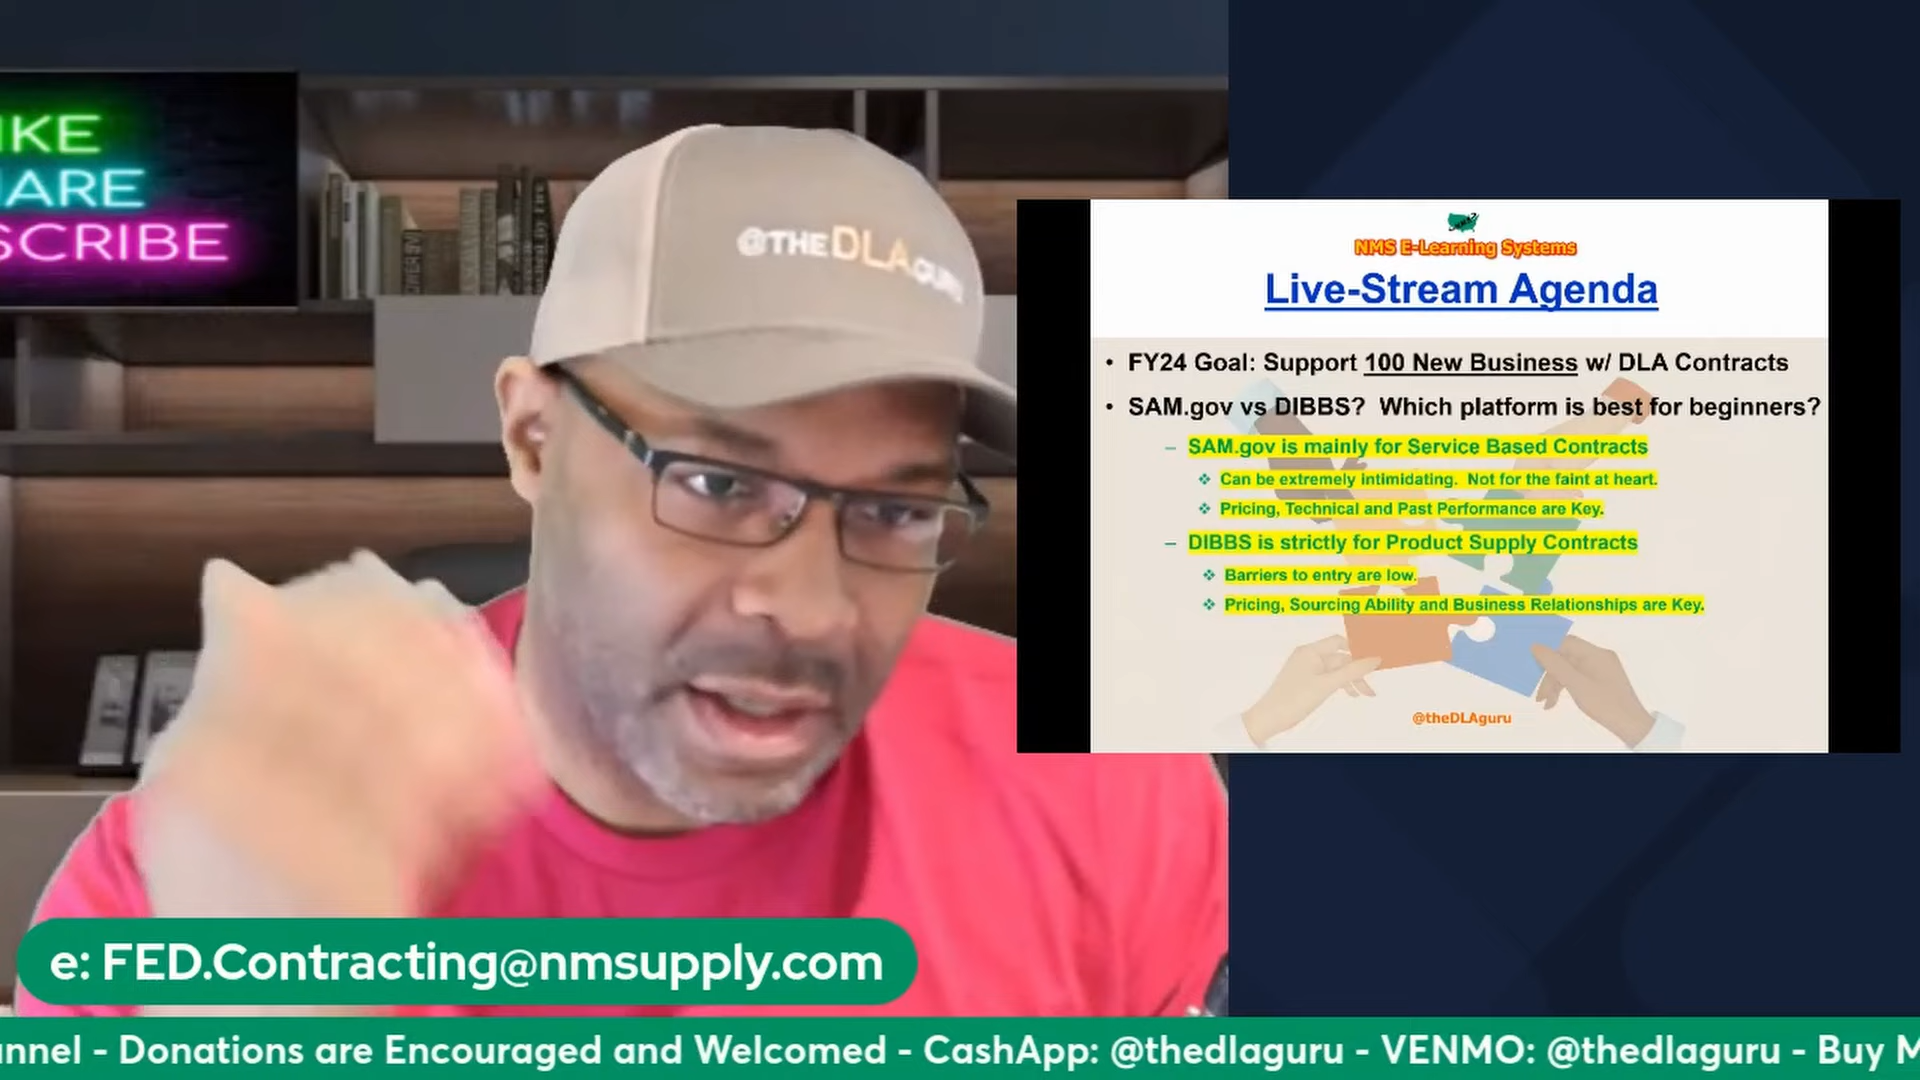 IKE
HARE
SCRIBE
@THEDLAGURU
NMS E-Learning Systems
Live-Stream Agenda
• FY24 Goal: Support 100 New Business w/ DLA Contracts
• SAM.gov vs DIBBS? Which platform is best for beginners?
– SAM.gov is mainly for Service Based Contracts
❖ Can be extremely intimidating. Not for the faint at heart.
❖ Pricing, Technical and Past Performance are Key.
– DIBBS is strictly for Product Supply Contracts
❖ Barriers to entry are low.
❖ Pricing, Sourcing Ability and Business Relationships are Key.
@theDLAguru
e: FED.Contracting@nmsupply.com
nnel - Donations are Encouraged and Welcomed - CashApp: @thedlaguru - VENMO: @thedlaguru - Buy M